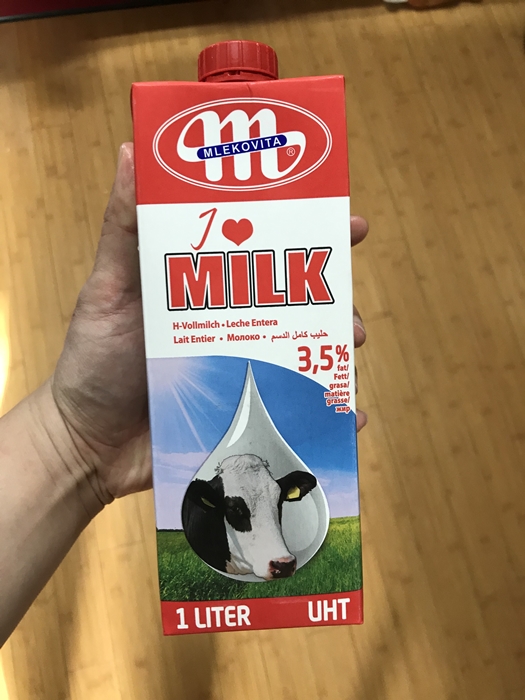 m
MLEKOVITA ®
I ❤
MILK
H-Vollmilch • Leche Entera
Lait Entier • Молоко • حليب كامل الدسم
3,5%
fat/
Fett/
grasa/
matière
grasse/
жир
1 LITER UHT